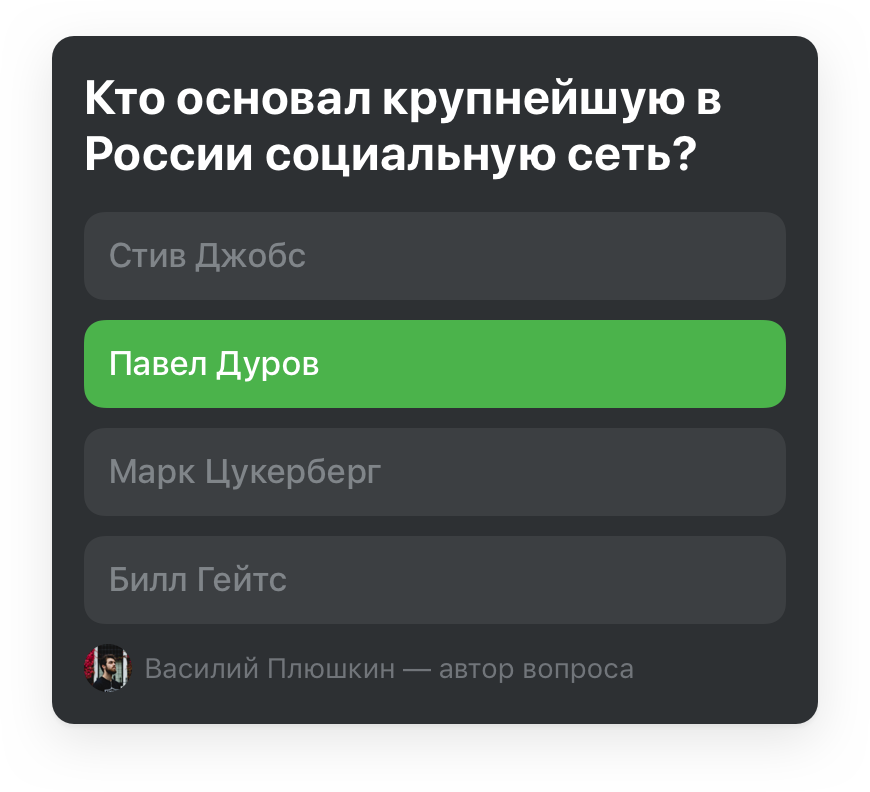 Кто основал крупнейшую в
России социальную сеть?
Стив Джобс
Павел Дуров
Марк Цукерберг
Билл Гейтс
Василий Плюшкин — автор вопроса